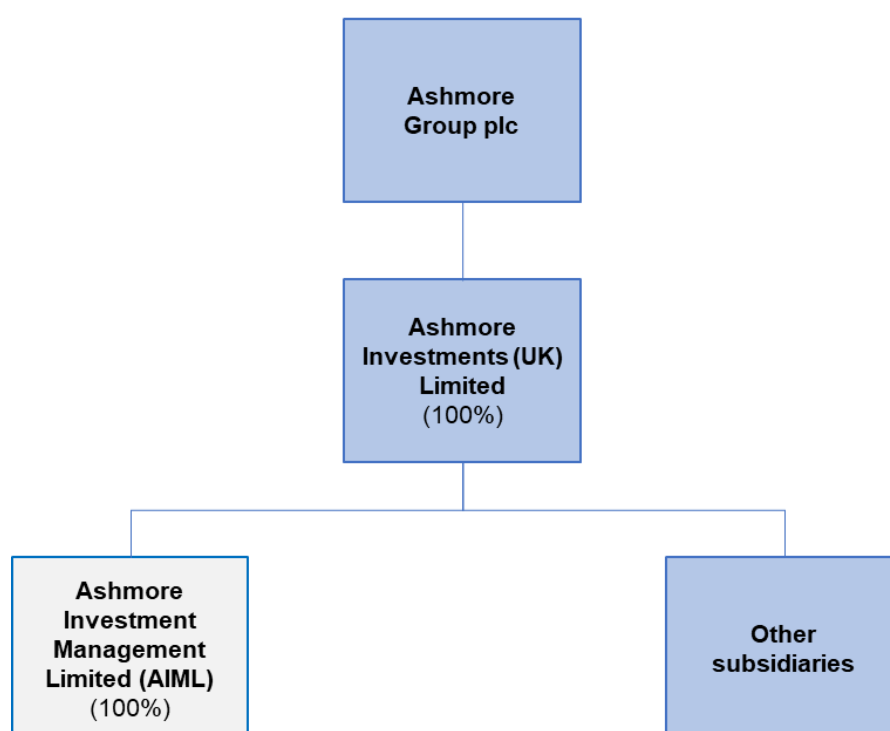 Ashmore
Group plc
Ashmore
Investments (UK)
Limited
(100%)
Ashmore
Investment
Management
Limited (AIML)
(100%)
Other
subsidiaries